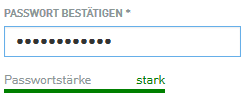 PASSWORT BESTÄTIGEN *
••••••••••••
Passwortstärke stark